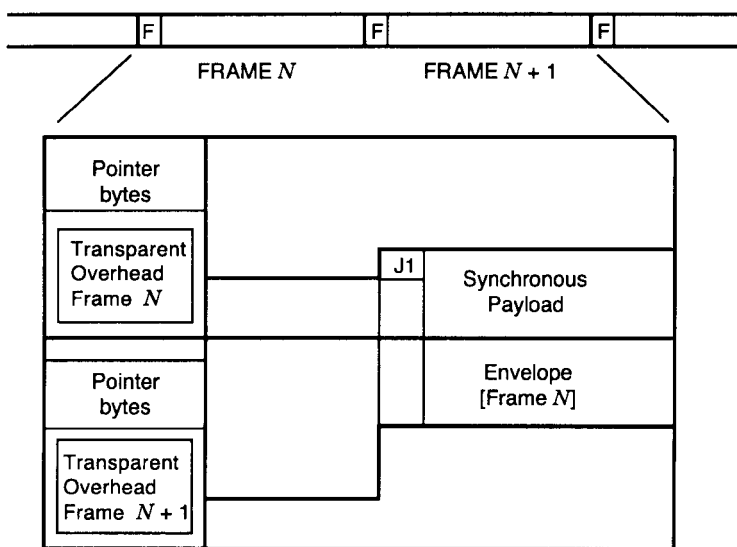 F F F
FRAME N FRAME N + 1
Pointer
bytes
Transparent
Overhead
Frame N
J1
Synchronous
Payload
Envelope
[Frame N]
Pointer
bytes
Transparent
Overhead
Frame N + 1